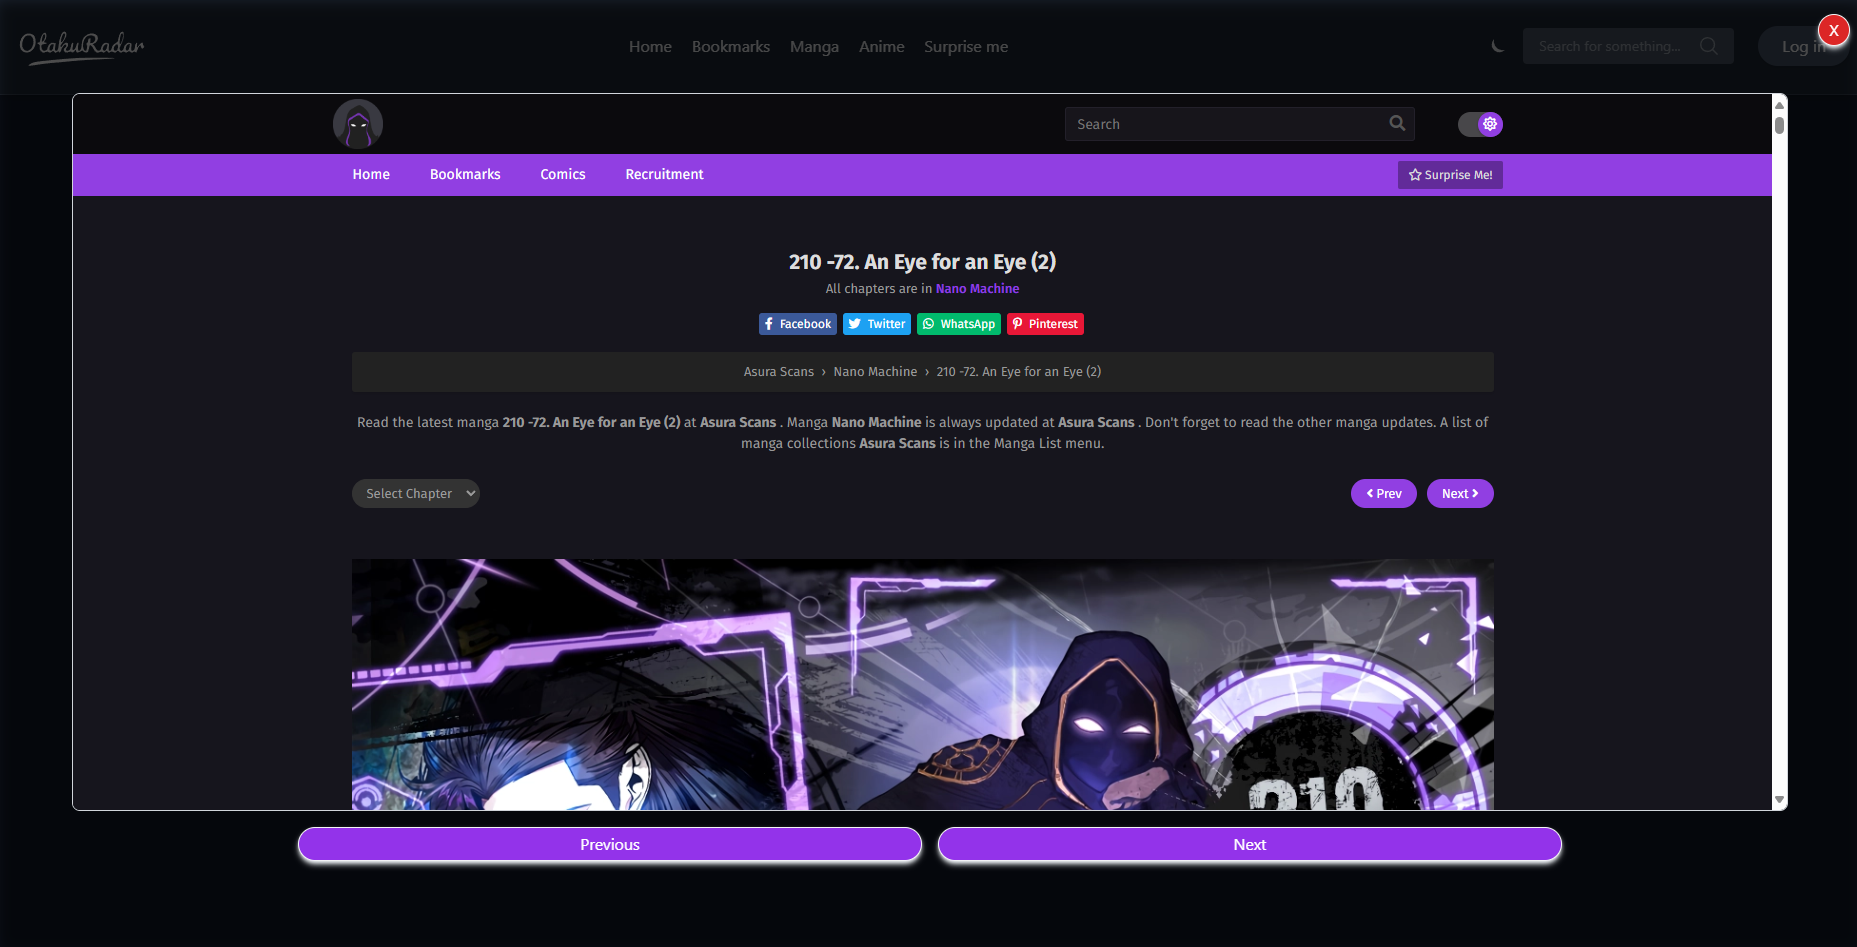 OtakuRadar
Home Bookmarks Manga Anime Surprise me
Search for something...
Log in
X
Search
Home Bookmarks Comics Recruitment
Surprise Me!
210 -72. An Eye for an Eye (2)
All chapters are in Nano Machine
Facebook Twitter WhatsApp Pinterest
Asura Scans › Nano Machine › 210 -72. An Eye for an Eye (2)
Read the latest manga 210 -72. An Eye for an Eye (2) at Asura Scans . Manga Nano Machine is always updated at Asura Scans . Don't forget to read the other manga updates. A list of
manga collections Asura Scans is in the Manga List menu.
Select Chapter
Prev Next
210
Previous Next